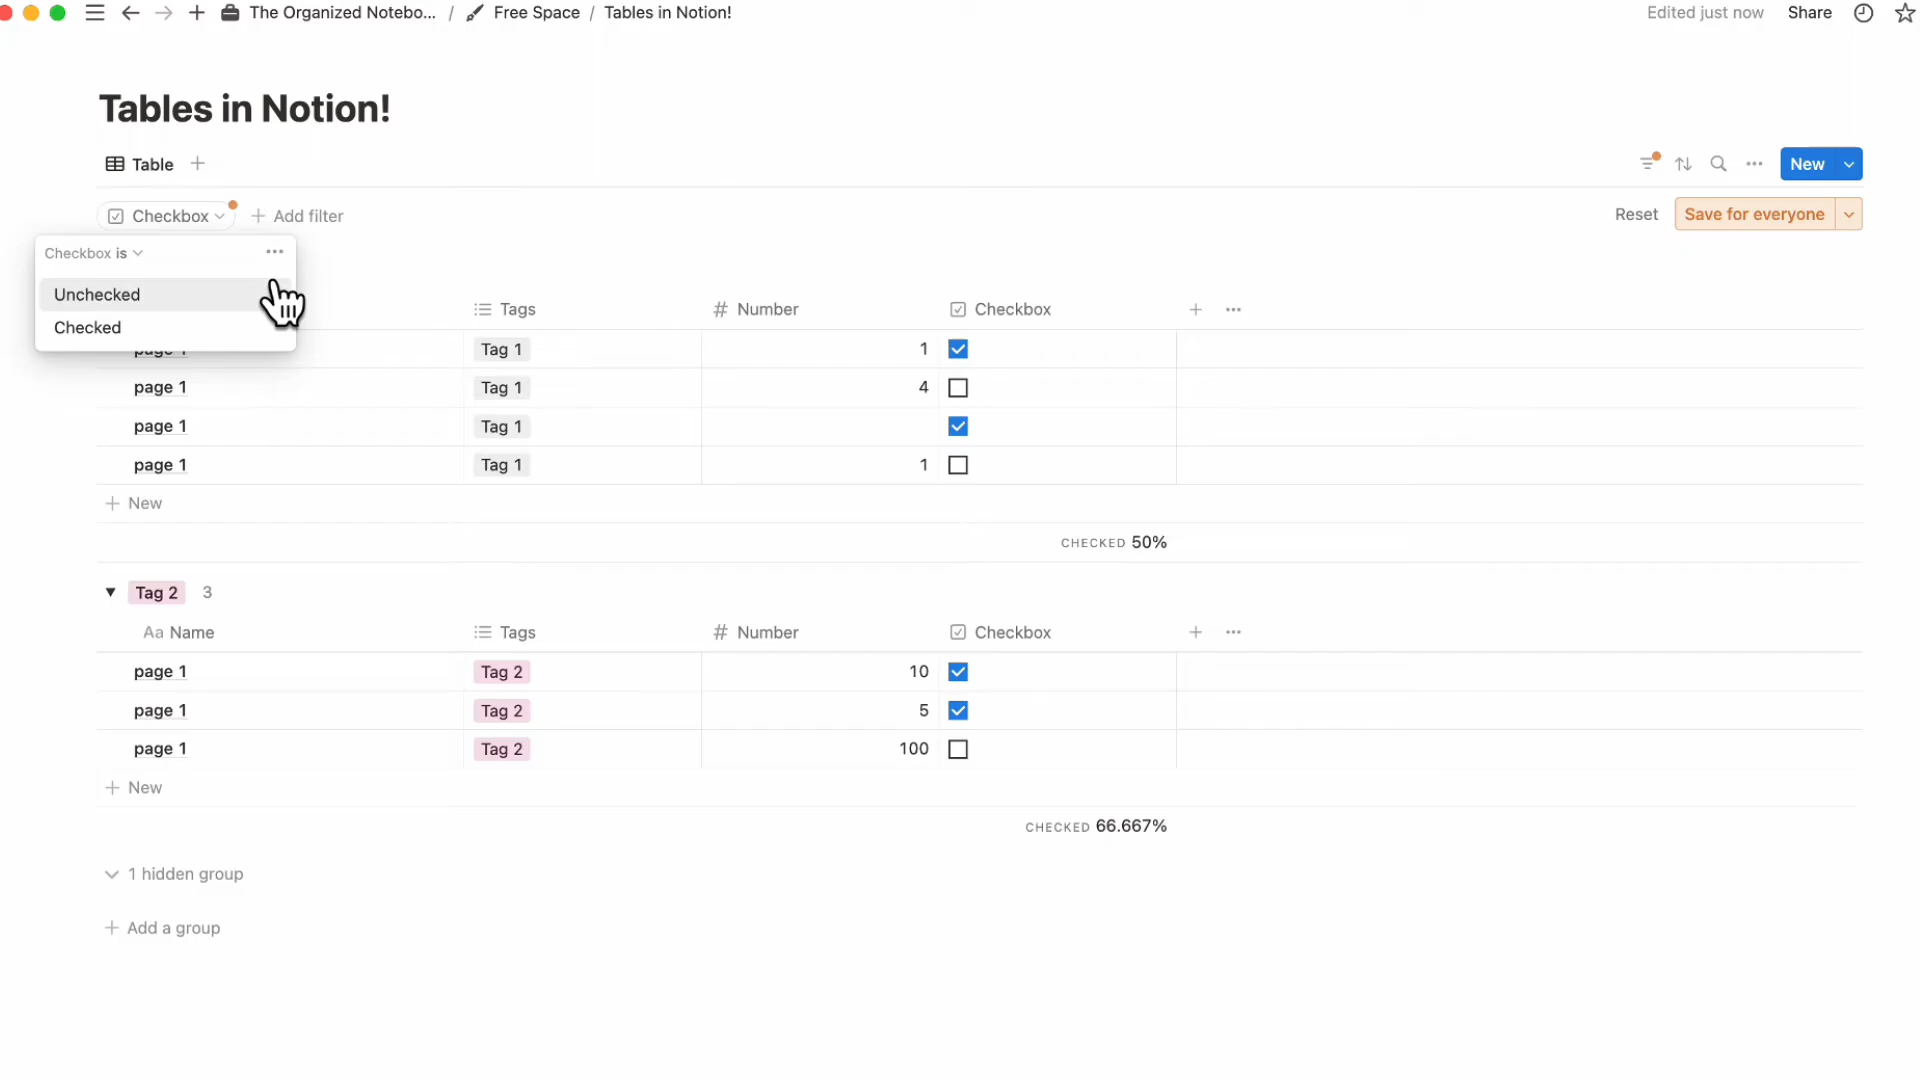 The Organized Notebo... / Free Space / Tables in Notion! Edited just now Share
Tables in Notion!
Table New
Checkbox Add filter Reset Save for everyone
Checkbox is
Unchecked
Checked
Tags # Number Checkbox
page 1 Tag 1 1
page 1 Tag 1 4
page 1 Tag 1
page 1 Tag 1 1
+ New
CHECKED 50%
Tag 2 3
Aa Name Tags # Number Checkbox
page 1 Tag 2 10
page 1 Tag 2 5
page 1 Tag 2 100
+ New
CHECKED 66.667%
1 hidden group
+ Add a group